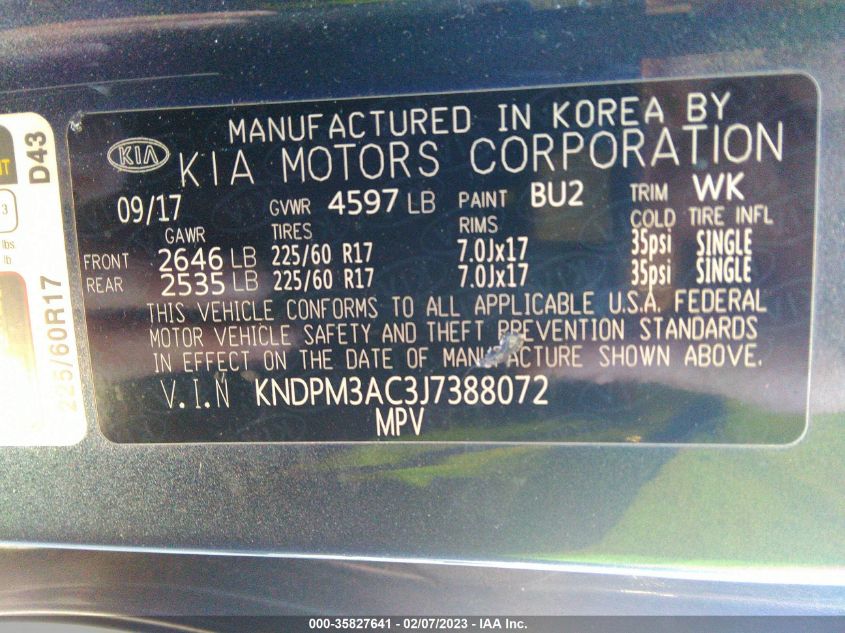 MANUFACTURED IN KOREA BY
KIA KIA MOTORS CORPORATION
09/17 GVWR 4597 LB PAINT BU2 TRIM WK
GAWR TIRES RIMS COLD TIRE INFL
FRONT 2646 LB 225/60 R17 7.0Jx17 35psi SINGLE
REAR 2535 LB 225/60 R17 7.0Jx17 35psi SINGLE
THIS VEHICLE CONFORMS TO ALL APPLICABLE U.S.A. FEDERAL
MOTOR VEHICLE SAFETY AND THEFT PREVENTION STANDARDS
IN EFFECT ON THE DATE OF MANUFACTURE SHOWN ABOVE.
V.I.N KNDPM3AC3J7388072
MPV
D43
3
lbs.
lb.
225/60R17
000-35827641 - 02/07/2023 - IAA Inc.